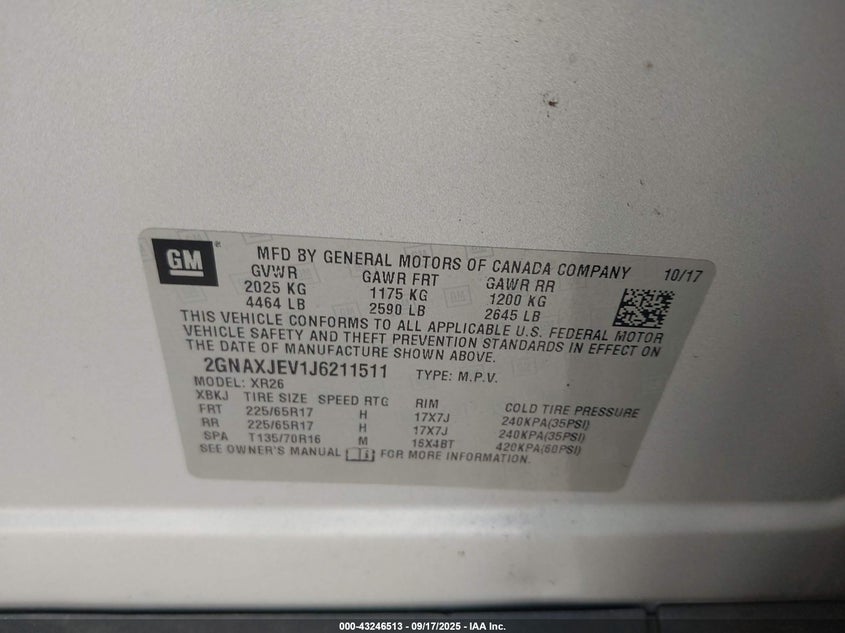 GM ® MFD BY GENERAL MOTORS OF CANADA COMPANY 10/17
GVWR GAWR FRT GAWR RR
2025 KG 1175 KG 1200 KG
4464 LB 2590 LB 2645 LB
THIS VEHICLE CONFORMS TO ALL APPLICABLE U.S. FEDERAL MOTOR
VEHICLE SAFETY AND THEFT PREVENTION STANDARDS IN EFFECT ON
THE DATE OF MANUFACTURE SHOWN ABOVE.
2GNAXJEV1J6211511 TYPE: M.P.V.
MODEL: XR26
XBKJ TIRE SIZE SPEED RTG RIM COLD TIRE PRESSURE
FRT 225/65R17 H 17X7J 240KPA(35PSI)
RR 225/65R17 H 17X7J 240KPA(35PSI)
SPA T135/70R16 M 16X4BT 420KPA(60PSI)
SEE OWNER'S MANUAL FOR MORE INFORMATION.
000-43246513 - 09/17/2025 - IAA Inc.